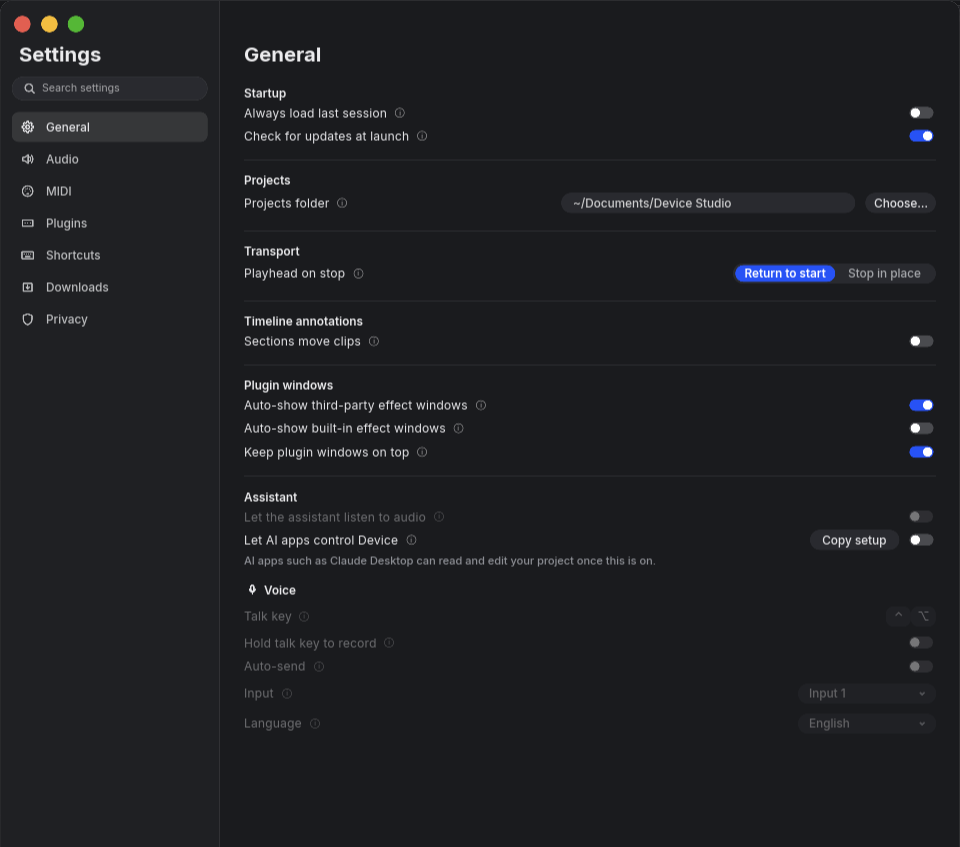 Settings
Search settings
General
Audio
MIDI
Plugins
Shortcuts
Downloads
Privacy
General
Startup
Always load last session
Check for updates at launch
Projects
Projects folder
~/Documents/Device Studio
Choose...
Transport
Playhead on stop
Return to start
Stop in place
Timeline annotations
Sections move clips
Plugin windows
Auto-show third-party effect windows
Auto-show built-in effect windows
Keep plugin windows on top
Assistant
Let the assistant listen to audio
Let AI apps control Device
Copy setup
AI apps such as Claude Desktop can read and edit your project once this is on.
Voice
Talk key
⌃ ⌥
Hold talk key to record
Auto-send
Input
Input 1
Language
English